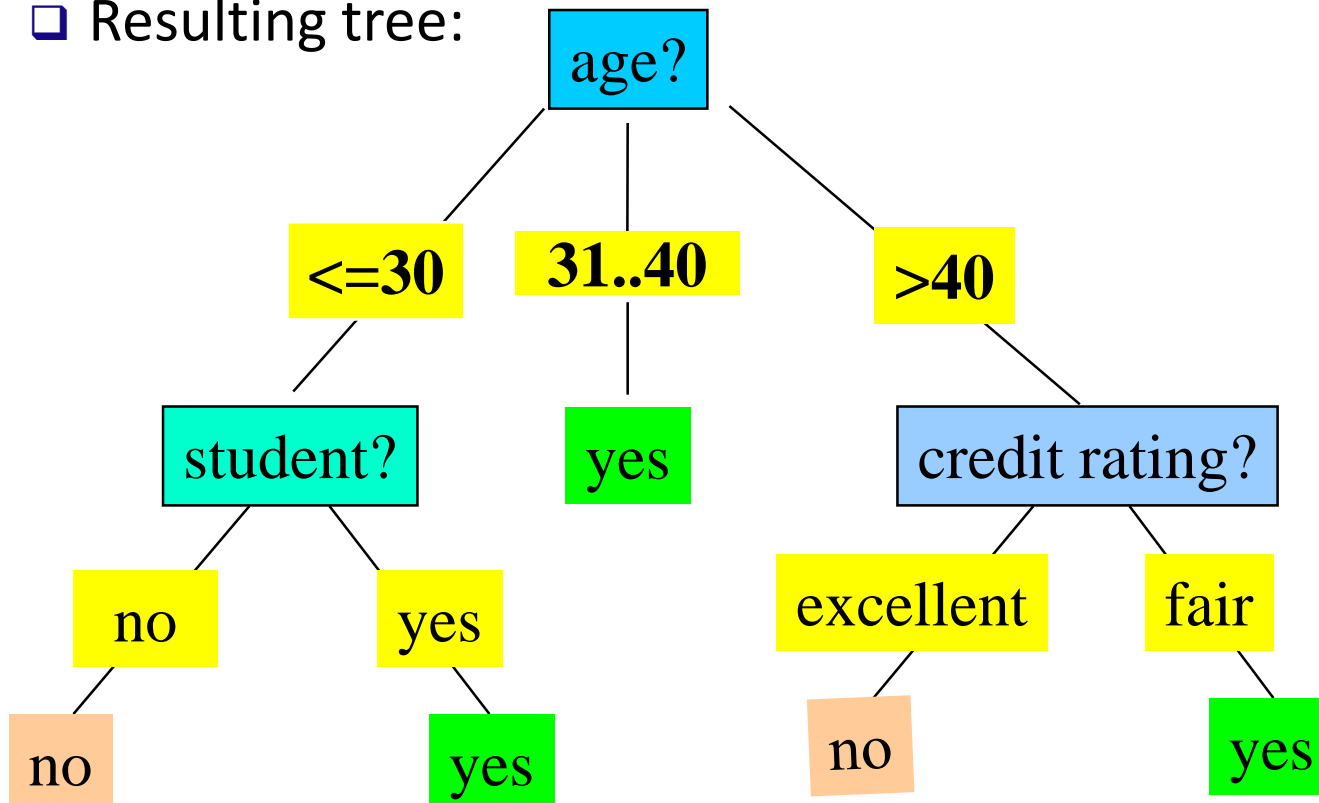 Resulting tree:
age?
<=30 31..40 >40
student? yes credit rating?
no yes excellent fair
no yes no yes